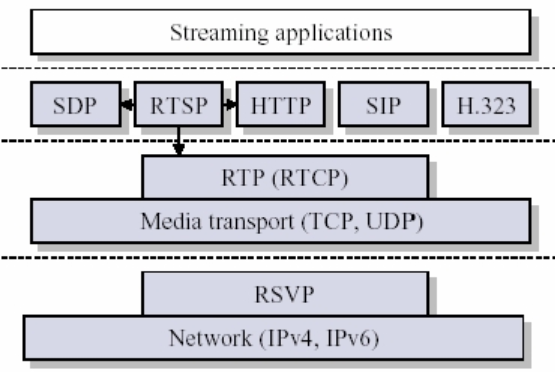 Streaming applications
SDP RTSP HTTP SIP H.323
RTP (RTCP)
Media transport (TCP, UDP)
RSVP
Network (IPv4, IPv6)